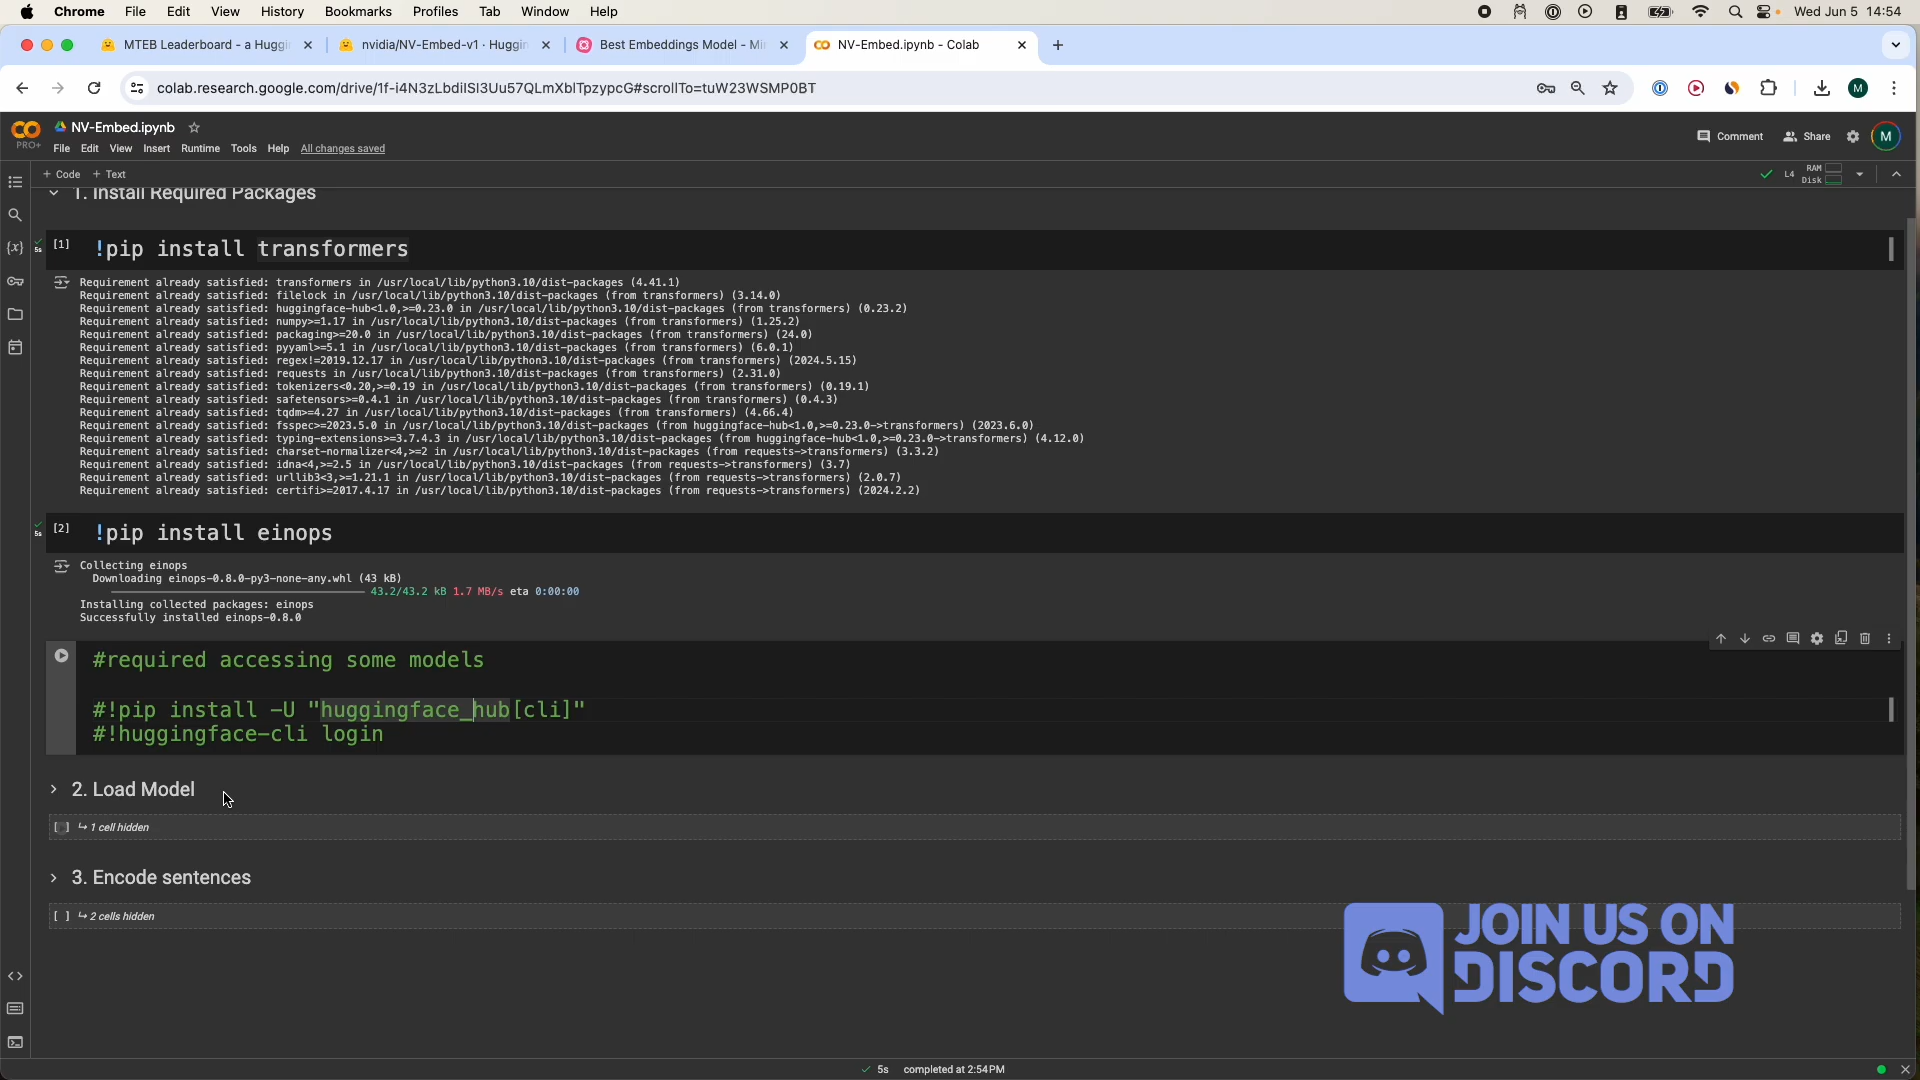 Chrome File Edit View History Bookmarks Profiles Tab Window Help
Wed Jun 5 14:54
MTEB Leaderboard - a Huggi
nvidia/NV-Embed-v1 · Huggin
Best Embeddings Model - Mi
NV-Embed.ipynb - Colab
colab.research.google.com/drive/1f-i4N3zLbdilSl3Uu57QLmXblTpzypcG#scrollTo=tuW23WSMP0BT
M
CO
PRO+
NV-Embed.ipynb
File Edit View Insert Runtime Tools Help All changes saved
Comment
Share
M
+ Code + Text
L4
RAM
Disk
1. Install Required Packages
5s
[1] !pip install transformers
Requirement already satisfied: transformers in /usr/local/lib/python3.10/dist-packages (4.41.1)
Requirement already satisfied: filelock in /usr/local/lib/python3.10/dist-packages (from transformers) (3.14.0)
Requirement already satisfied: huggingface-hub<1.0,>=0.23.0 in /usr/local/lib/python3.10/dist-packages (from transformers) (0.23.2)
Requirement already satisfied: numpy>=1.17 in /usr/local/lib/python3.10/dist-packages (from transformers) (1.25.2)
Requirement already satisfied: packaging>=20.0 in /usr/local/lib/python3.10/dist-packages (from transformers) (24.0)
Requirement already satisfied: pyyaml>=5.1 in /usr/local/lib/python3.10/dist-packages (from transformers) (6.0.1)
Requirement already satisfied: regex!=2019.12.17 in /usr/local/lib/python3.10/dist-packages (from transformers) (2024.5.15)
Requirement already satisfied: requests in /usr/local/lib/python3.10/dist-packages (from transformers) (2.31.0)
Requirement already satisfied: tokenizers<0.20,>=0.19 in /usr/local/lib/python3.10/dist-packages (from transformers) (0.19.1)
Requirement already satisfied: safetensors>=0.4.1 in /usr/local/lib/python3.10/dist-packages (from transformers) (0.4.3)
Requirement already satisfied: tqdm>=4.27 in /usr/local/lib/python3.10/dist-packages (from transformers) (4.66.4)
Requirement already satisfied: fsspec>=2023.5.0 in /usr/local/lib/python3.10/dist-packages (from huggingface-hub<1.0,>=0.23.0->transformers) (2023.6.0)
Requirement already satisfied: typing-extensions>=3.7.4.3 in /usr/local/lib/python3.10/dist-packages (from huggingface-hub<1.0,>=0.23.0->transformers) (4.12.0)
Requirement already satisfied: charset-normalizer<4,>=2 in /usr/local/lib/python3.10/dist-packages (from requests->transformers) (3.3.2)
Requirement already satisfied: idna<4,>=2.5 in /usr/local/lib/python3.10/dist-packages (from requests->transformers) (3.7)
Requirement already satisfied: urllib3<3,>=1.21.1 in /usr/local/lib/python3.10/dist-packages (from requests->transformers) (2.0.7)
Requirement already satisfied: certifi>=2017.4.17 in /usr/local/lib/python3.10/dist-packages (from requests->transformers) (2024.2.2)
5s
[2] !pip install einops
Collecting einops
Downloading einops-0.8.0-py3-none-any.whl (43 kB)
43.2/43.2 kB 1.7 MB/s eta 0:00:00
Installing collected packages: einops
Successfully installed einops-0.8.0
#required accessing some models
#!pip install -U "huggingface_hub[cli]"
#!huggingface-cli login
2. Load Model
[ ] ↳ 1 cell hidden
3. Encode sentences
[ ] ↳ 2 cells hidden
JOIN US ON
DISCORD
5s completed at 2:54 PM